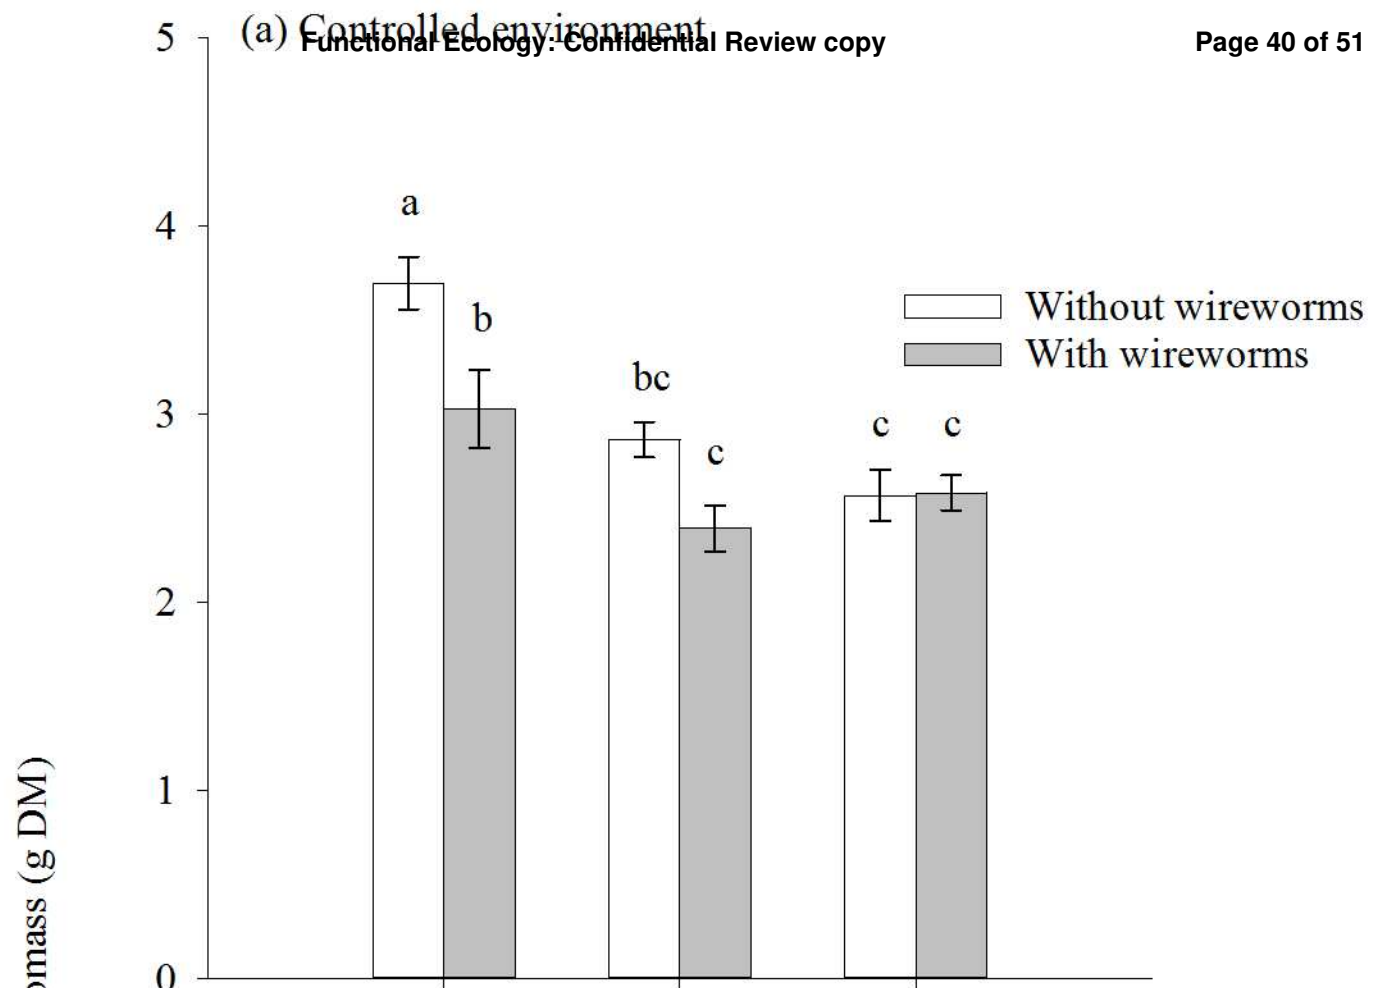 (a) Controlled environment
Functional Ecology: Confidential Review copy
Page 40 of 51
5
4
3
2
1
0
a
b
bc
c
c
c
Without wireworms
With wireworms
(g DM)